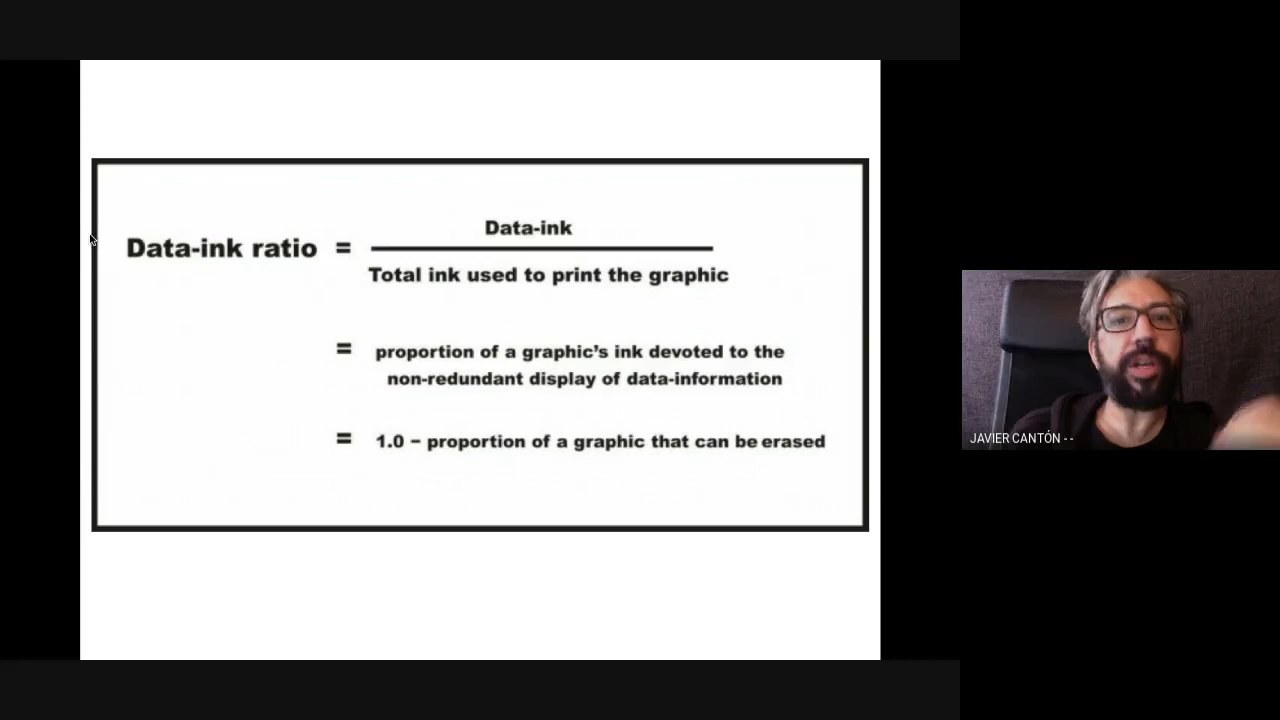 Data-ink
Data-ink ratio =
Total ink used to print the graphic
= proportion of a graphic’s ink devoted to the
non-redundant display of data-information
= 1.0 − proportion of a graphic that can be erased
JAVIER CANTÓN - -